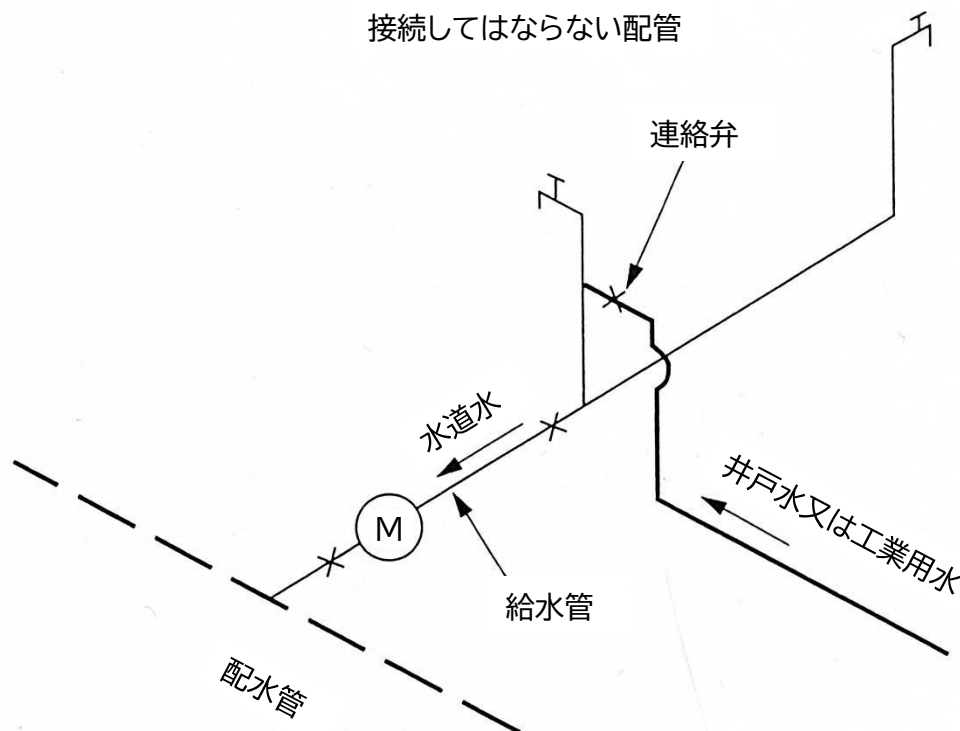 接続してはならない配管
連絡弁
水道水
井戸水又は工業用水
M
給水管
配水管